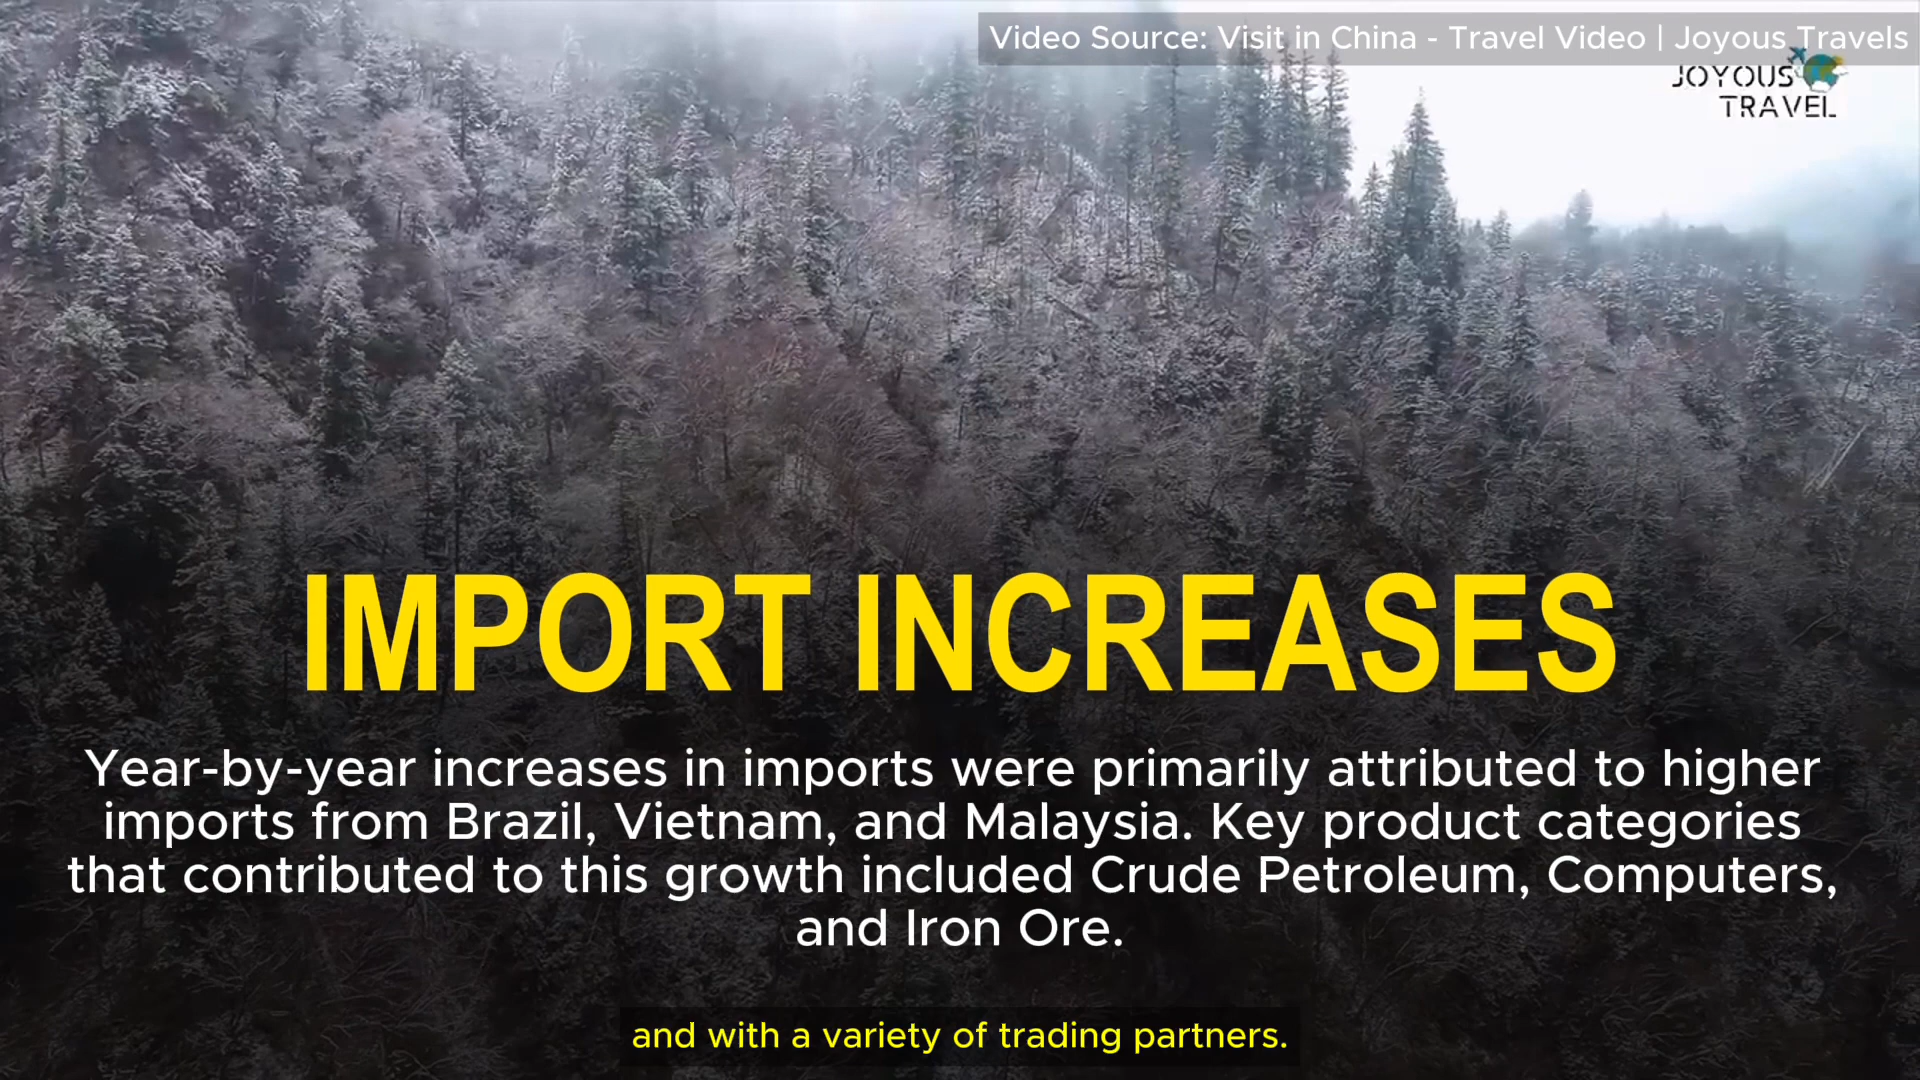 Video Source: Visit in China - Travel Video | Joyous Travels
JOYOUS
TRAVEL
IMPORT INCREASES
Year-by-year increases in imports were primarily attributed to higher
imports from Brazil, Vietnam, and Malaysia. Key product categories
that contributed to this growth included Crude Petroleum, Computers,
and Iron Ore.
and with a variety of trading partners.